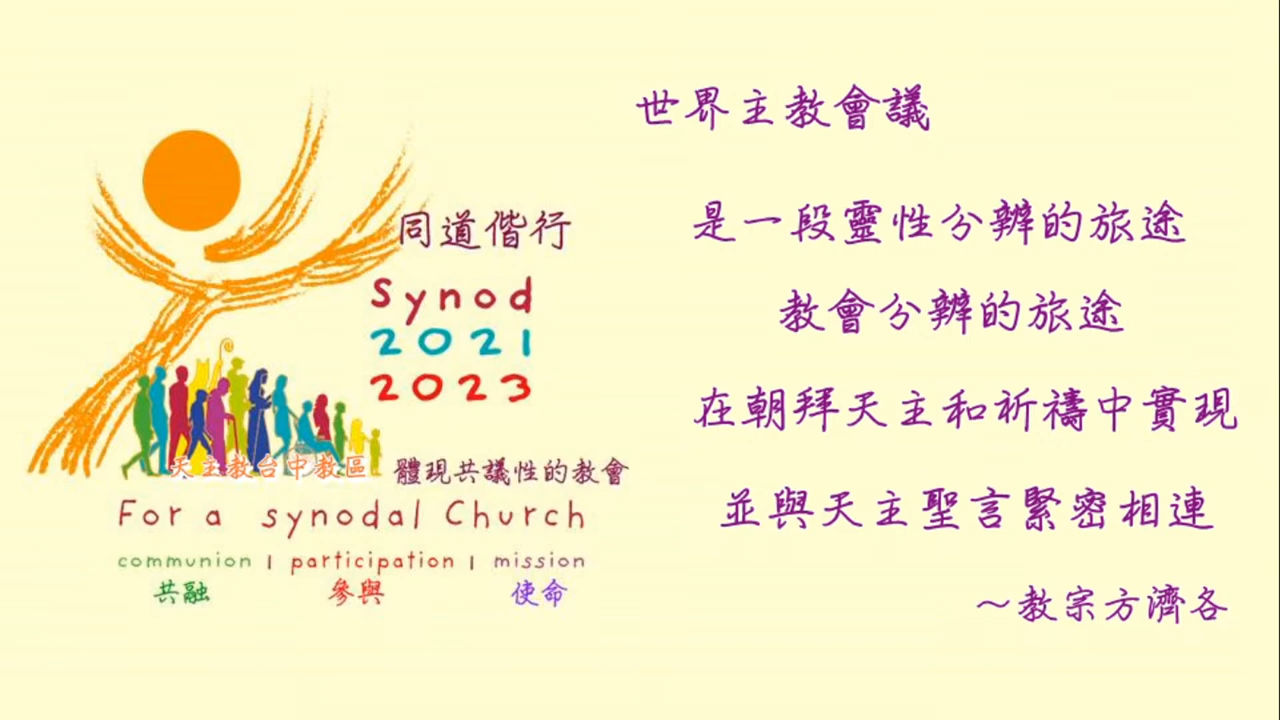 同道偕行
Synod
2021
2023
天主教台中教區
體現共議性的教會
For a synodal Church
communion | participation | mission
共融 參與 使命
世界主教會議
是一段靈性分辨的旅途
教會分辨的旅途
在朝拜天主和祈禱中實現
並與天主聖言緊密相連
～教宗方濟各